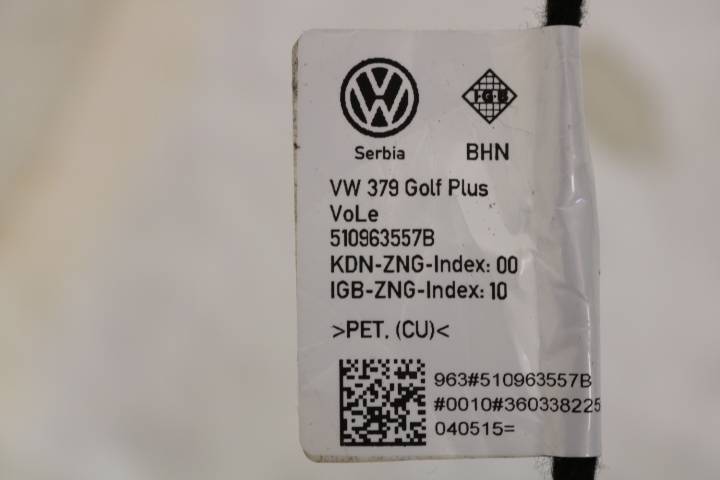 VW I·G·B
Serbia BHN
VW 379 Golf Plus
VoLe
510963557B
KDN-ZNG-Index: 00
IGB-ZNG-Index: 10
>PET, (CU)<
963#510963557B
#0010#360338225
040515=